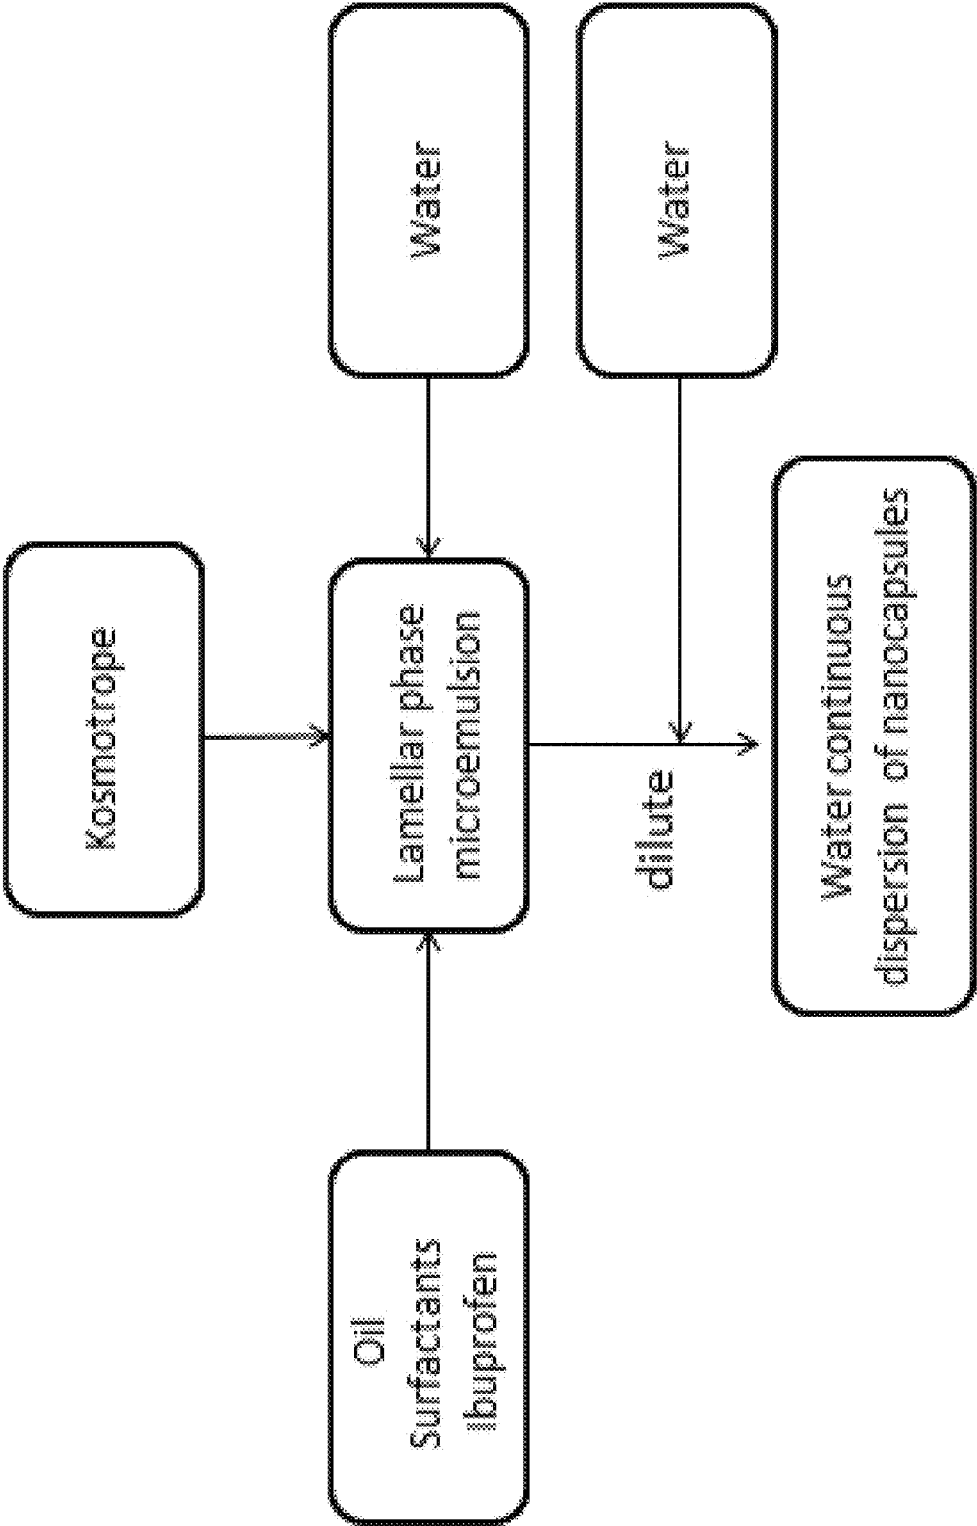 Kosmotrope
Oil
Surfactants
Ibuprofen
Lamellar phase
microemulsion
Water
dilute
Water
Water continuous
dispersion of nanocapsules